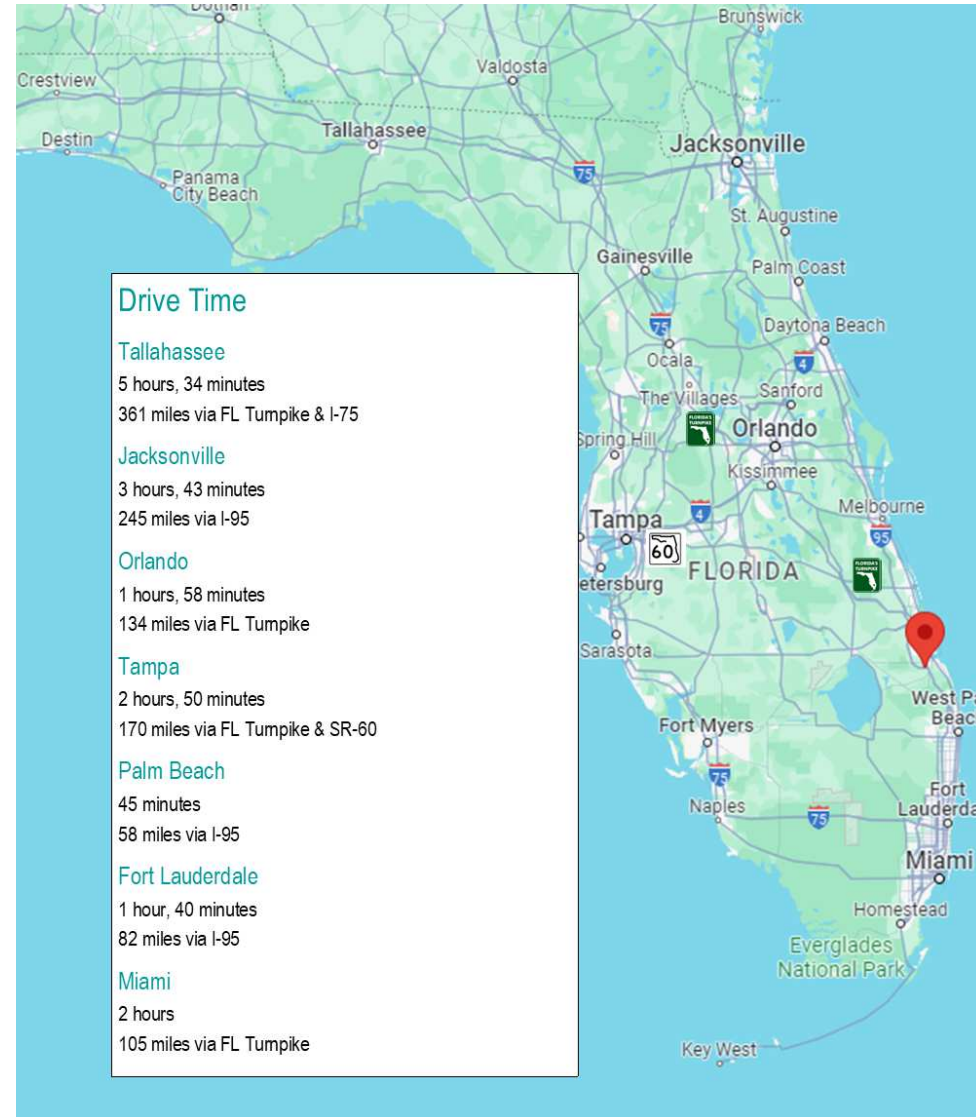 Dothan
Brunswick
Crestview
Valdosta
Destin
Tallahassee
Jacksonville
Panama
City Beach
75
St. Augustine
Gainesville
Palm Coast
75
Daytona Beach
Ocala
4
The Villages
Sanford
FLORIDA'S
TURNPIKE
Orlando
Spring Hill
Kissimmee
Melbourne
Tampa
4
95
60
FLORIDA
FLORIDA'S
TURNPIKE
etersburg
Sarasota
West Pa
Beac
Fort Myers
75
Naples
75
Fort
Lauderda
Miami
Homestead
Everglades
National Park
Key West
Drive Time
Tallahassee
5 hours, 34 minutes
361 miles via FL Turnpike & I-75
Jacksonville
3 hours, 43 minutes
245 miles via I-95
Orlando
1 hours, 58 minutes
134 miles via FL Turnpike
Tampa
2 hours, 50 minutes
170 miles via FL Turnpike & SR-60
Palm Beach
45 minutes
58 miles via I-95
Fort Lauderdale
1 hour, 40 minutes
82 miles via I-95
Miami
2 hours
105 miles via FL Turnpike